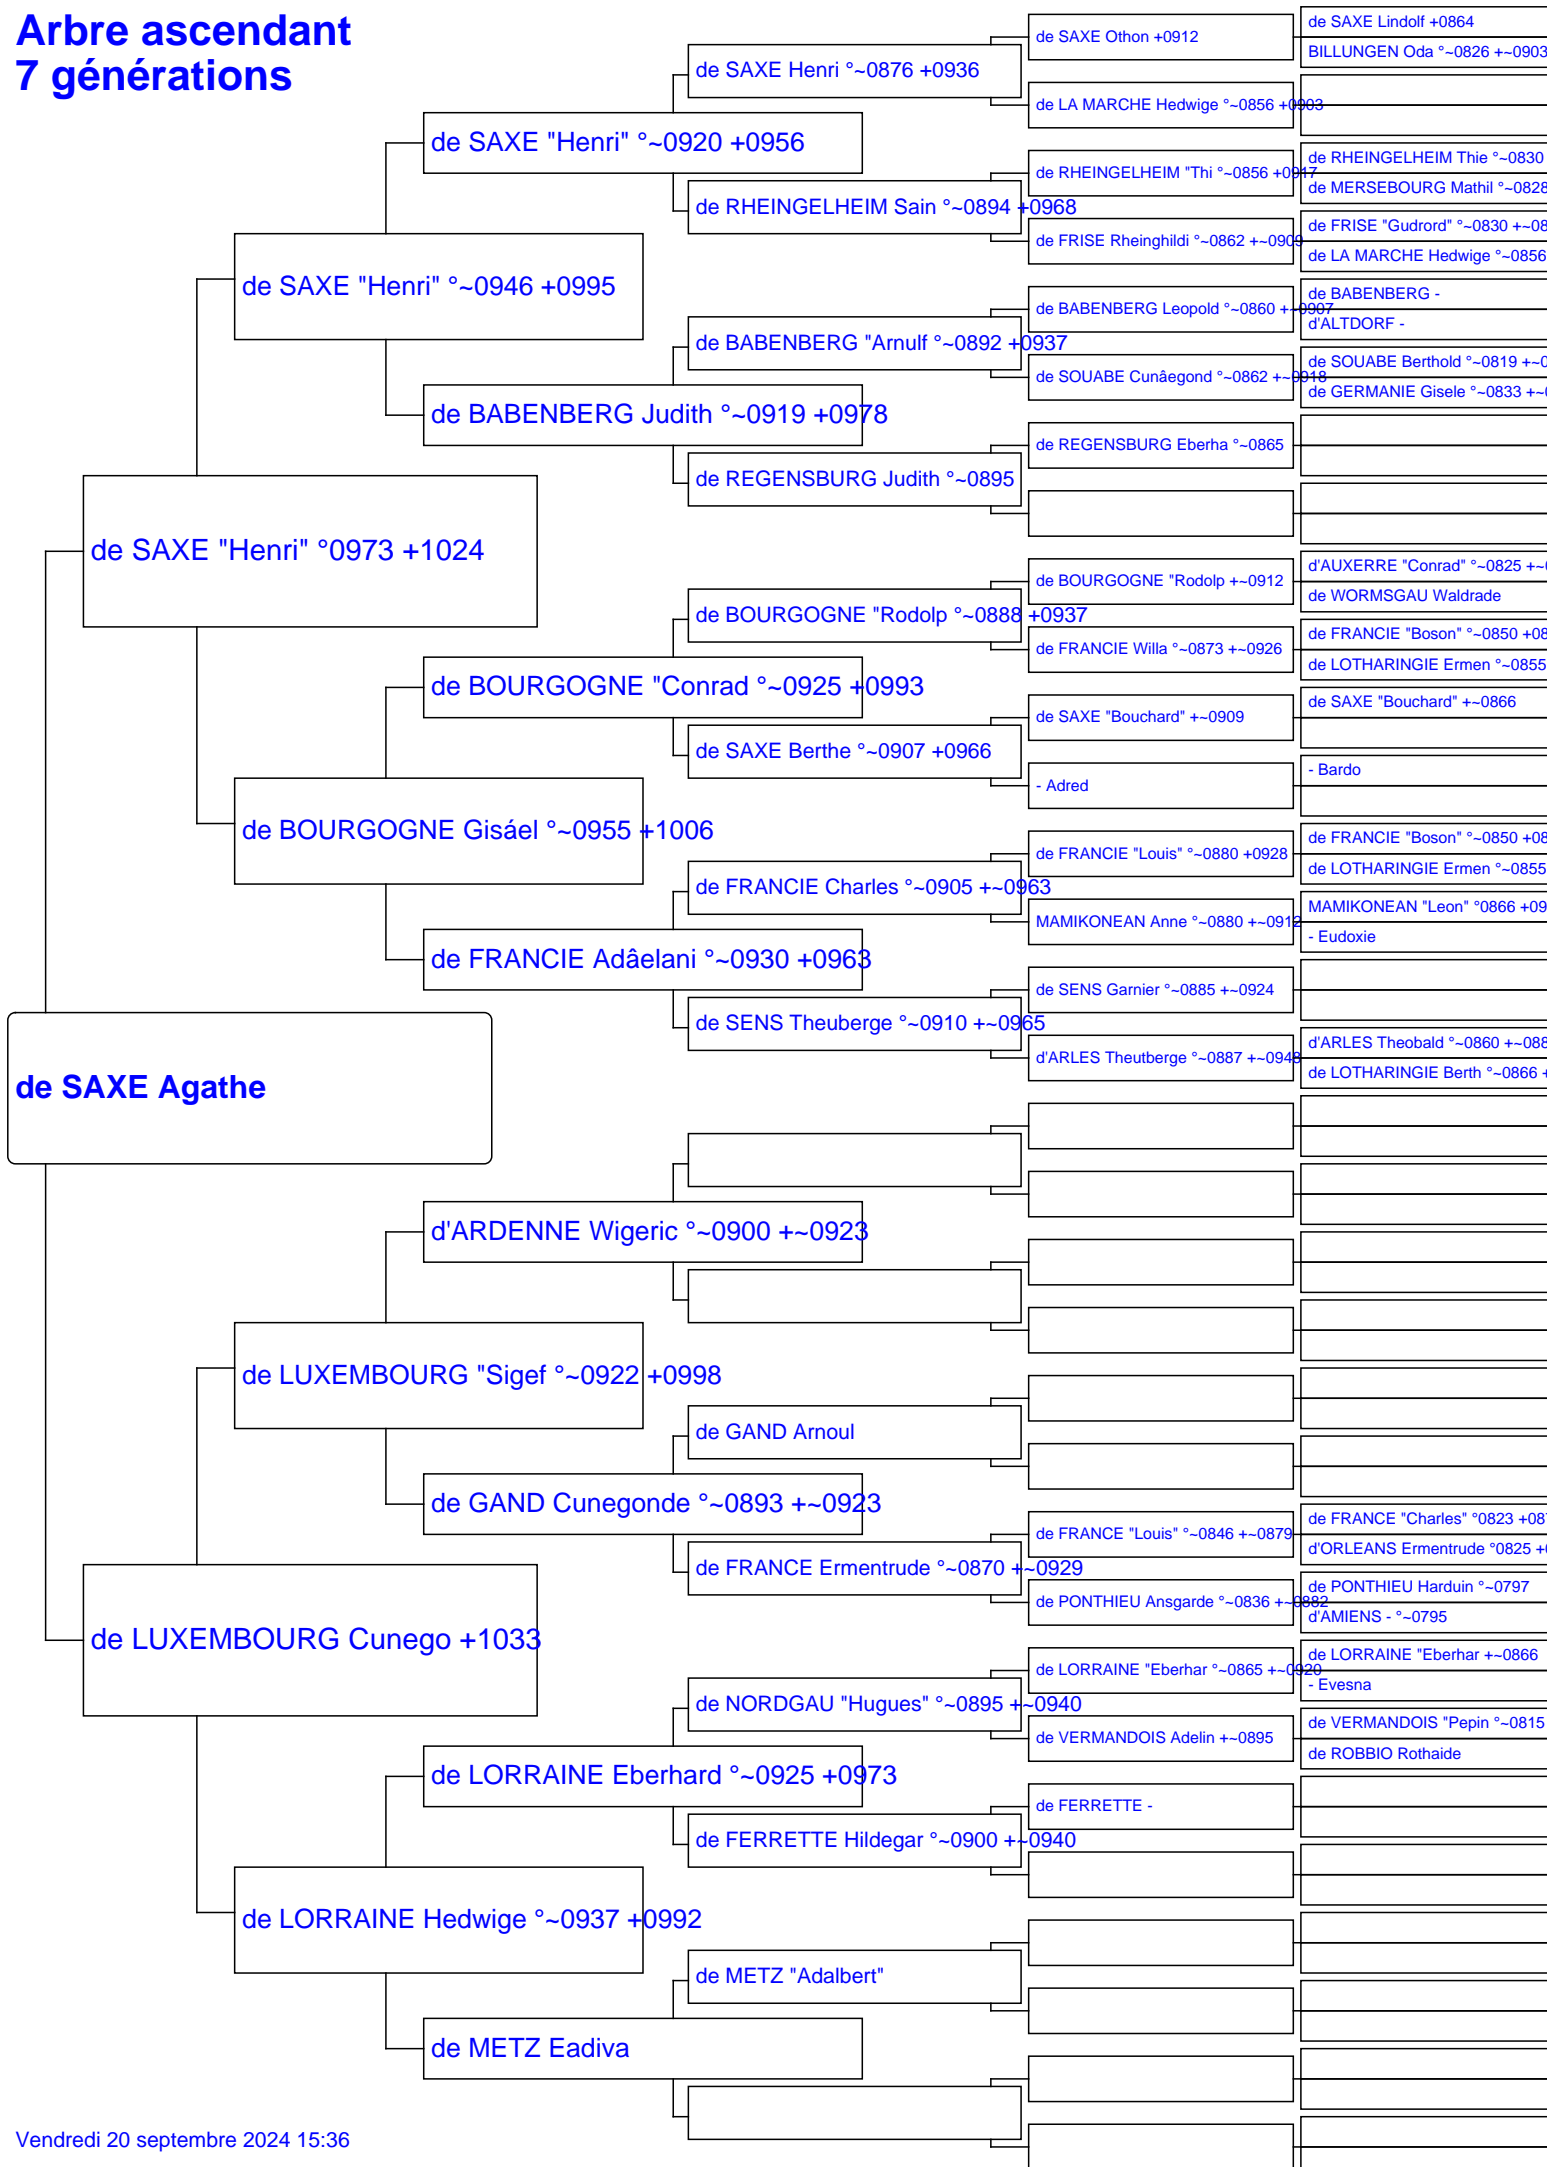 Arbre ascendant
7 générations
de SAXE Agathe
de SAXE "Henri" °0973 +1024
de LUXEMBOURG Cunego +1033
de SAXE "Henri" °~0946 +0995
de BOURGOGNE Gisáel °~0955 +1006
de LUXEMBOURG "Sigef °~0922 +0998
de LORRAINE Hedwige °~0937 +0992
de SAXE "Henri" °~0920 +0956
de BABENBERG Judith °~0919 +0978
de BOURGOGNE "Conrad °~0925 +0993
de FRANCIE Adâelani °~0930 +0963
d'ARDENNE Wigeric °~0900 +~0923
de GAND Cunegonde °~0893 +~0923
de LORRAINE Eberhard °~0925 +0973
de METZ Eadiva
de SAXE Henri °~0876 +0936
de RHEINGELHEIM Sain °~0894 +0968
de BABENBERG "Arnulf °~0892 +0937
de REGENSBURG Judith °~0895
de BOURGOGNE "Rodolp °~0888 +0937
de SAXE Berthe °~0907 +0966
de FRANCIE Charles °~0905 +~0963
de SENS Theuberge °~0910 +~0965
de GAND Arnoul
de FRANCE Ermentrude °~0870 +~0929
de NORDGAU "Hugues" °~0895 +~0940
de FERRETTE Hildegar °~0900 +~0940
de METZ "Adalbert"
de SAXE Othon +0912
de LA MARCHE Hedwige °~0856 +0903
de RHEINGELHEIM "Thi °~0856 +0917
de FRISE Rheinghildi °~0862 +~0909
de BABENBERG Leopold °~0860 +~0907
de SOUABE Cunâegond °~0862 +~0918
de REGENSBURG Eberha °~0865
de BOURGOGNE "Rodolp +~0912
de FRANCIE Willa °~0873 +~0926
de SAXE "Bouchard" +~0909
- Adred
de FRANCIE "Louis" °~0880 +0928
MAMIKONEAN Anne °~0880 +~0912
de SENS Garnier °~0885 +~0924
d'ARLES Theutberge °~0887 +~0948
de FRANCE "Louis" °~0846 +~0879
de PONTHIEU Ansgarde °~0836 +~0882
de LORRAINE "Eberhar °~0865 +~0920
de VERMANDOIS Adelin +~0895
de FERRETTE -
de SAXE Lindolf +0864
BILLUNGEN Oda °~0826 +~0903
de RHEINGELHEIM Thie °~0830
de MERSEBOURG Mathil °~0828
de FRISE "Gudrord" °~0830 +~08
de LA MARCHE Hedwige °~0856
de BABENBERG -
d'ALTDORF -
de SOUABE Berthold °~0819 +~0
de GERMANIE Gisele °~0833 +~
d'AUXERRE "Conrad" °~0825 +~
de WORMSGAU Waldrade
de FRANCIE "Boson" °~0850 +08
de LOTHARINGIE Ermen °~0855
de SAXE "Bouchard" +~0866
- Bardo
de FRANCIE "Boson" °~0850 +08
de LOTHARINGIE Ermen °~0855
MAMIKONEAN "Leon" °0866 +09
- Eudoxie
d'ARLES Theobald °~0860 +~088
de LOTHARINGIE Berth °~0866 +
de FRANCE "Charles" °0823 +08
d'ORLEANS Ermentrude °0825 +
de PONTHIEU Harduin °~0797
d'AMIENS - °~0795
de LORRAINE "Eberhar +~0866
- Evesna
de VERMANDOIS "Pepin °~0815
de ROBBIO Rothaide
Vendredi 20 septembre 2024 15:36